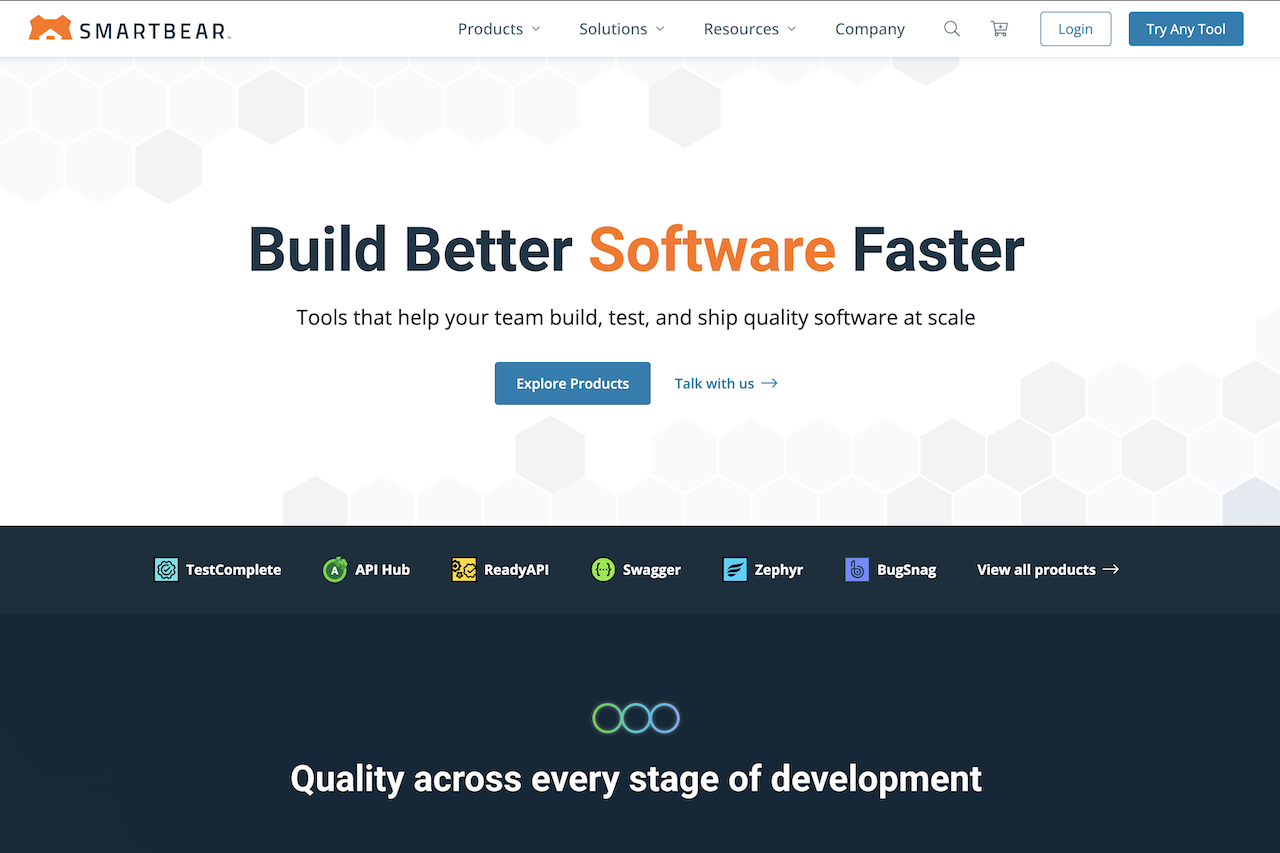 SMARTBEAR™
Products
Solutions
Resources
Company
Login
Try Any Tool
Build Better Software Faster
Tools that help your team build, test, and ship quality software at scale
Explore Products
Talk with us →
TestComplete
A
API Hub
ReadyAPI
{··}
Swagger
Zephyr
b
BugSnag
View all products →
Quality across every stage of development